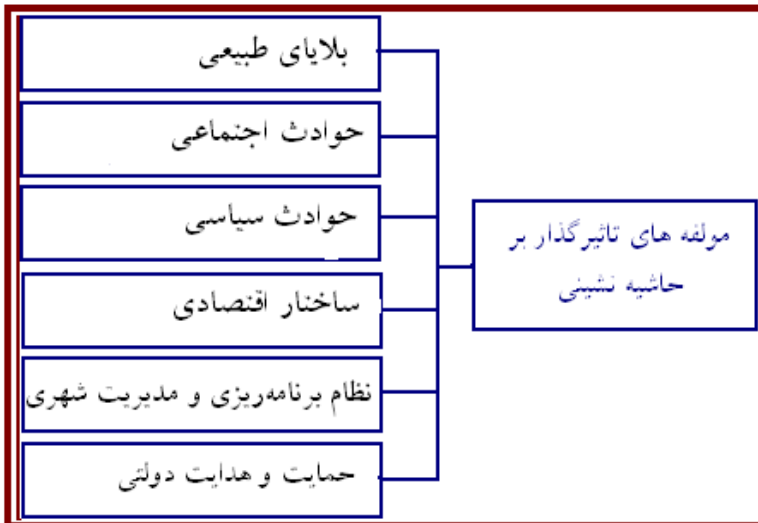 مولفه های تاثیرگذار بر
حاشیه نشینی
بلایای طبیعی
حوادث اجتماعی
حوادث سیاسی
ساختار اقتصادی
نظام برنامه‌ریزی و مدیریت شهری
حمایت و هدایت دولتی